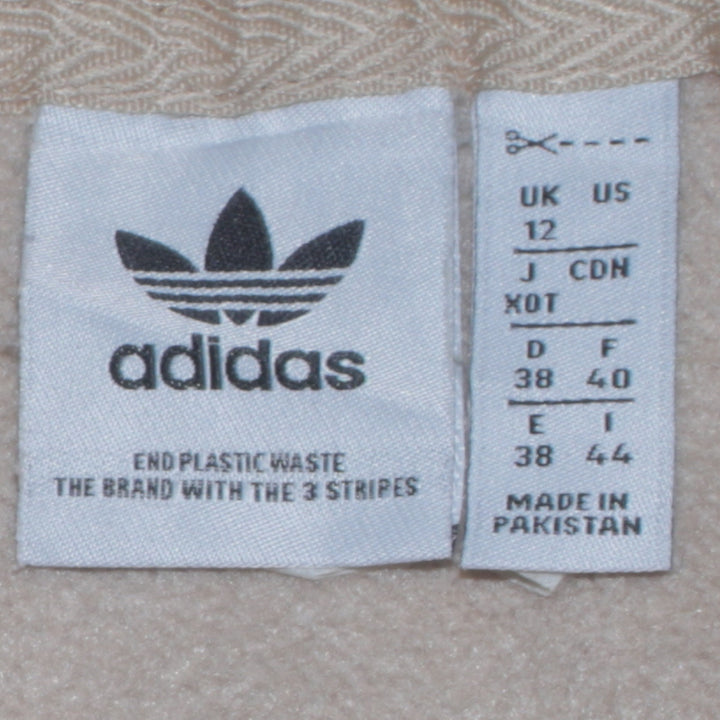 adidas
END PLASTIC WASTE
THE BRAND WITH THE 3 STRIPES
UK US
12
J CDN
XOT
D F
38 40
E I
38 44
MADE IN
PAKISTAN